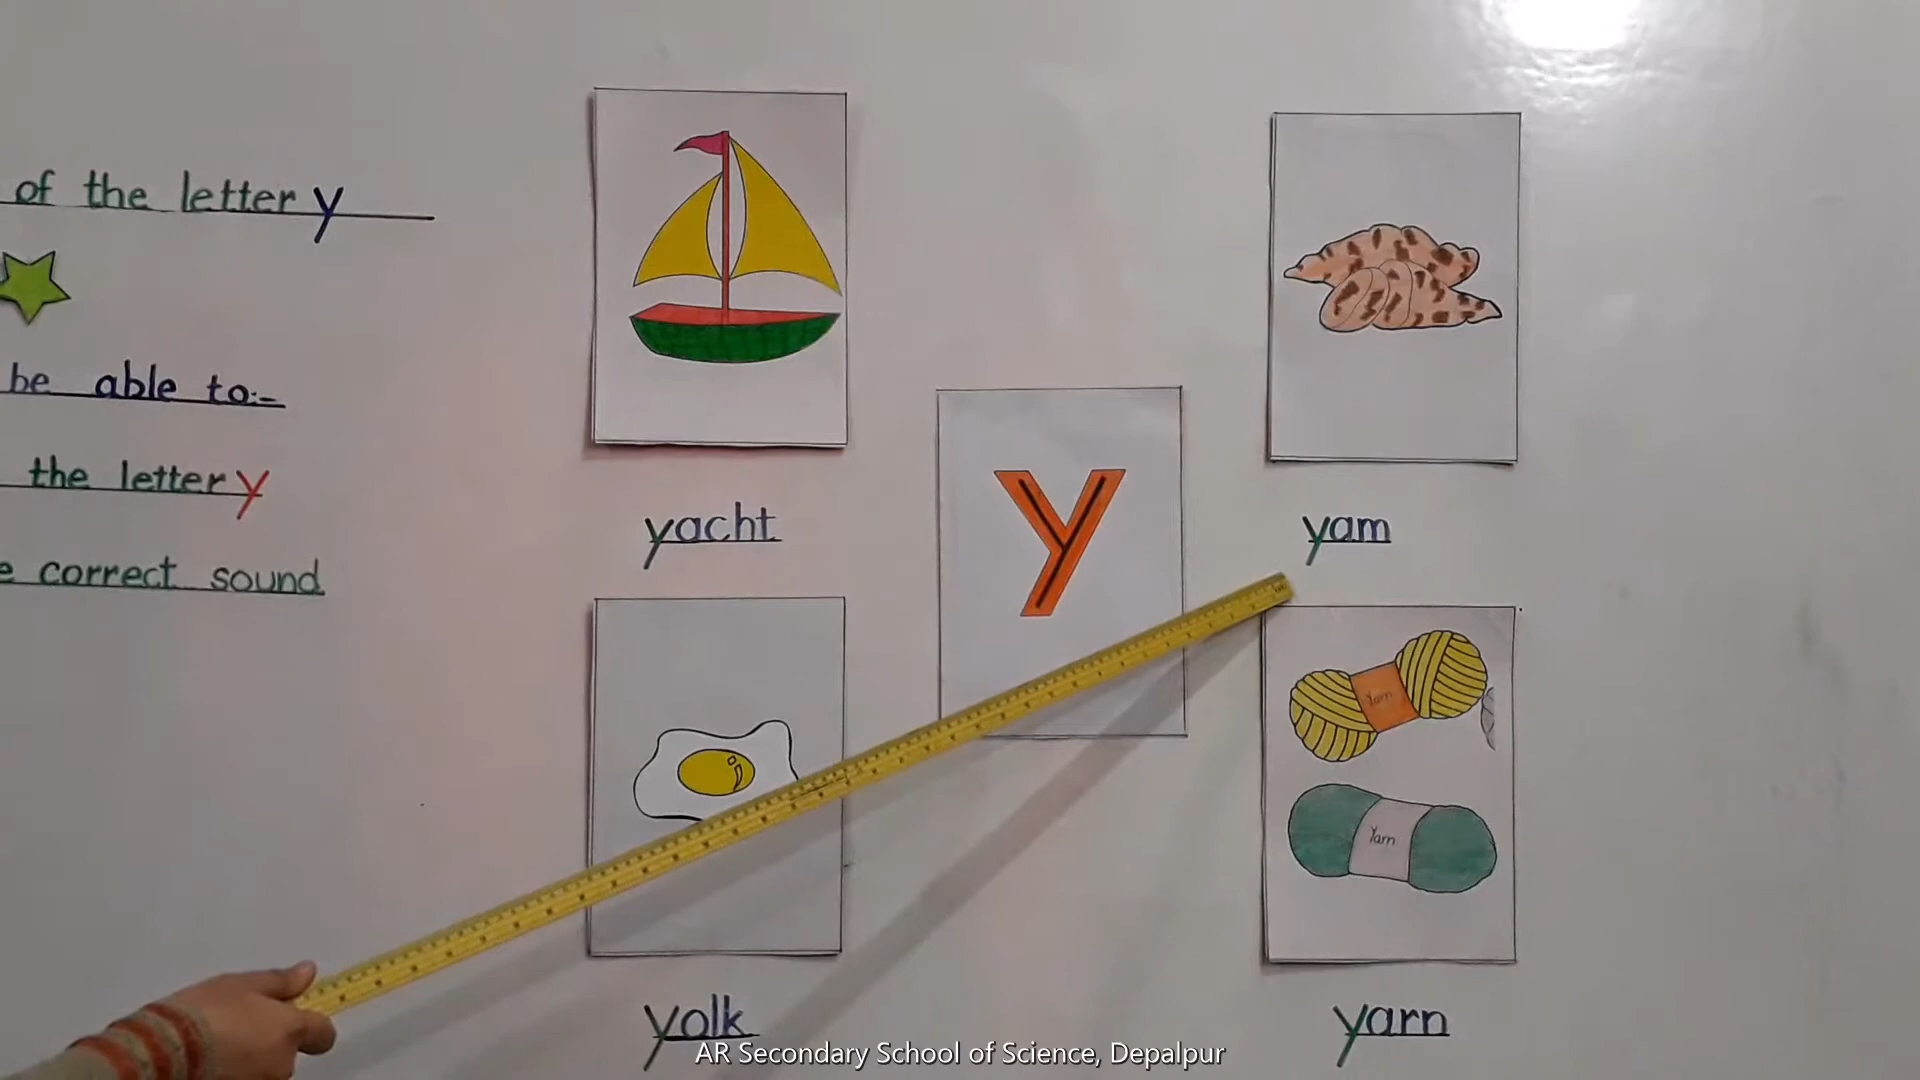 of the letter y
be able to:-
the letter y
e correct sound
yacht
yam
y
Yarn
Yarn
yolk
yarn
AR Secondary School of Science, Depalpur